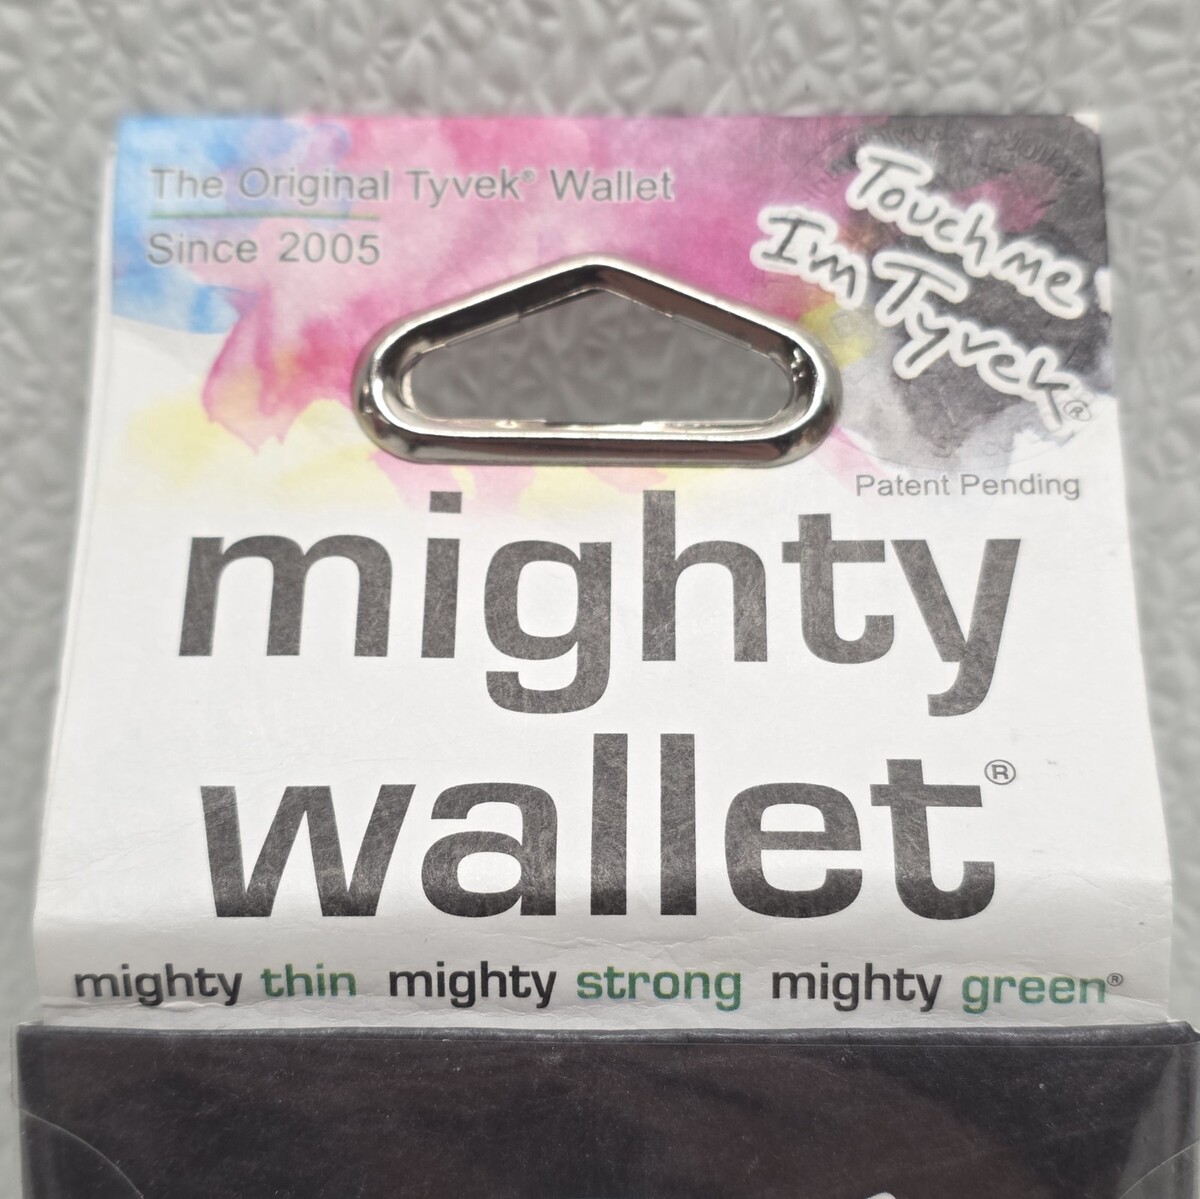 The Original Tyvek® Wallet
Since 2005
Touch me
I'm Tyvek®
Patent Pending
mighty
wallet®
mighty thin mighty strong mighty green®